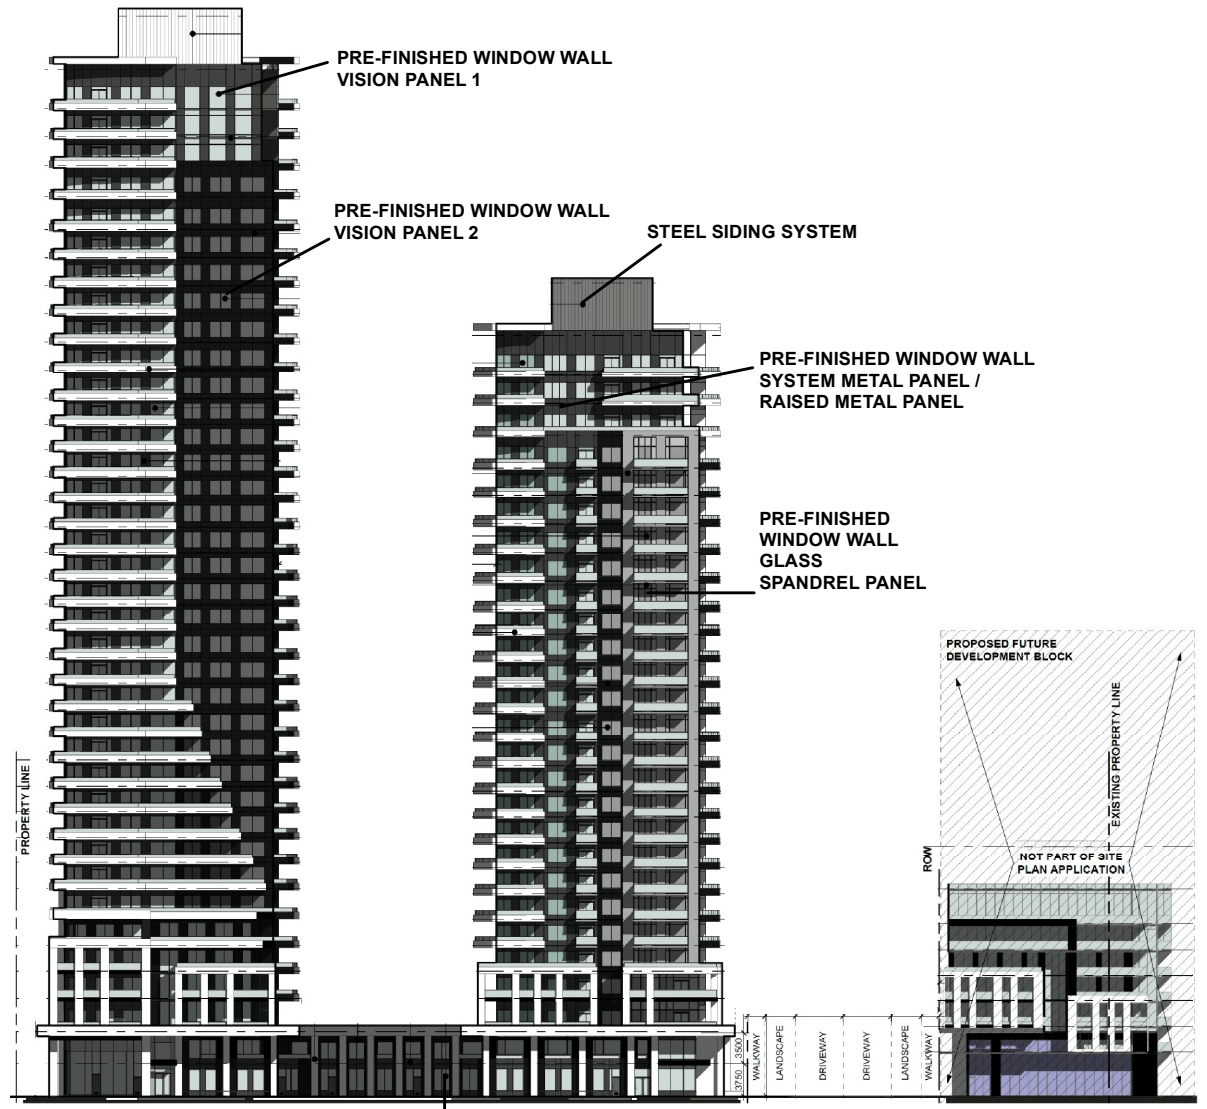 PRE-FINISHED WINDOW WALL
VISION PANEL 1
PRE-FINISHED WINDOW WALL
VISION PANEL 2
STEEL SIDING SYSTEM
PRE-FINISHED WINDOW WALL
SYSTEM METAL PANEL /
RAISED METAL PANEL
PRE-FINISHED
WINDOW WALL
GLASS
SPANDREL PANEL
PROPOSED FUTURE
DEVELOPMENT BLOCK
EXISTING PROPERTY LINE
PROPERTY LINE
ROW
NOT PART OF SITE
PLAN APPLICATION
3500
3750
WALKWAY
LANDSCAPE
DRIVEWAY
DRIVEWAY
LANDSCAPE
WALKWAY